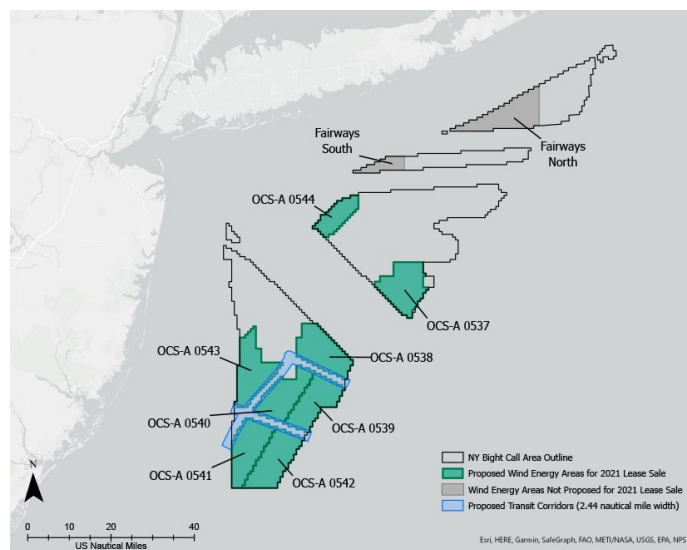 Fairways
South
Fairways
North
OCS-A 0544
OCS-A 0537
OCS-A 0543
OCS-A 0538
OCS-A 0540
OCS-A 0539
OCS-A 0541
OCS-A 0542
N
0 10 20 40
US Nautical Miles
NY Bight Call Area Outline
Proposed Wind Energy Areas for 2021 Lease Sale
Wind Energy Areas Not Proposed for 2021 Lease Sale
Proposed Transit Corridors (2.44 nautical mile width)
Esri, HERE, Garmin, SafeGraph, FAO, METI/NASA, USGS, EPA, NPS